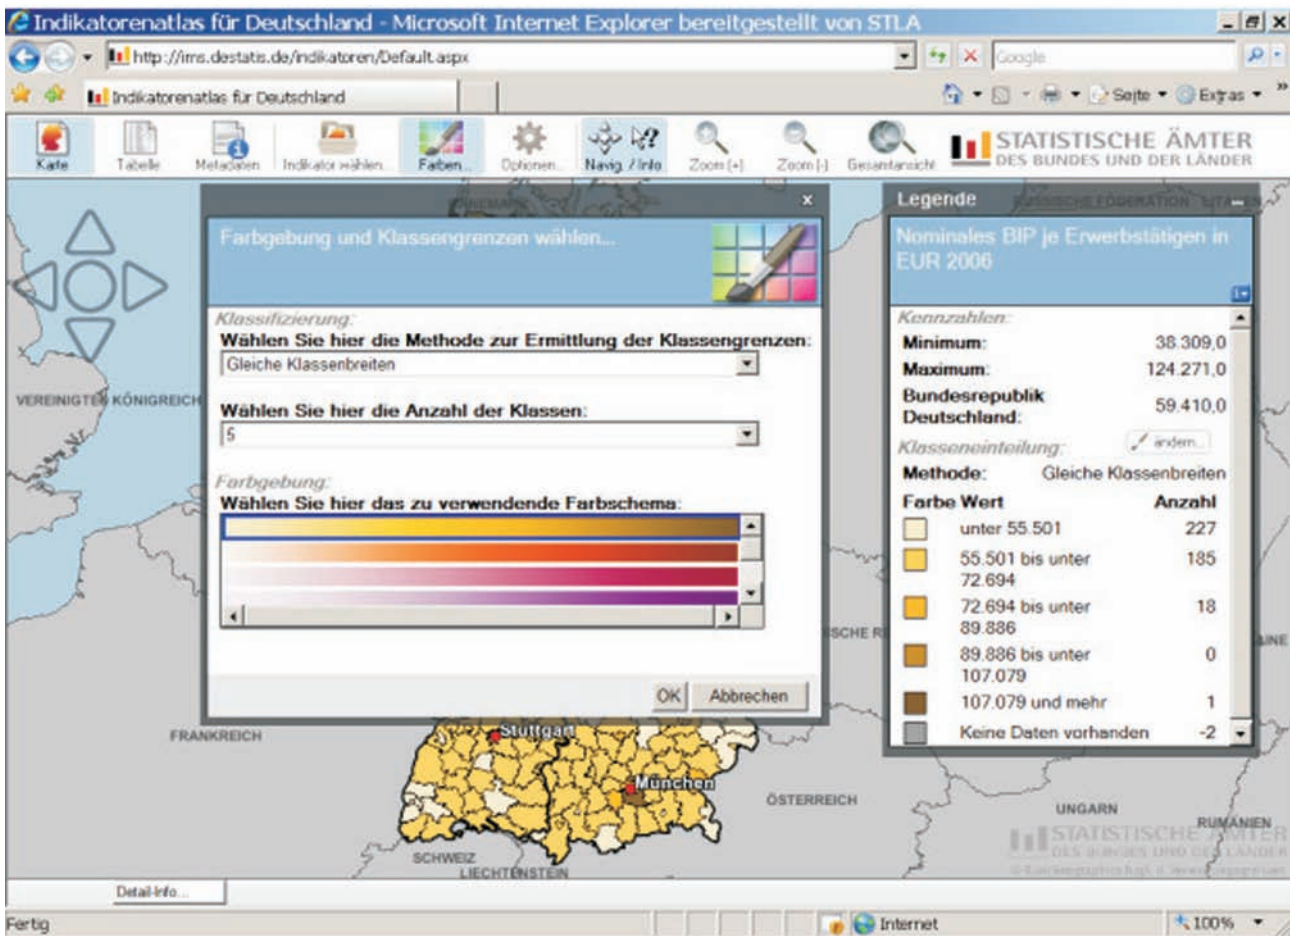 Indikatorenatlas für Deutschland - Microsoft Internet Explorer bereitgestellt von STLA
http://ims.destatis.de/indikatoren/Default.aspx
Google
Indikatorenatlas für Deutschland
Seite
Extras
Karte
Tabelle
Metadaten
Indikator wählen...
Farben...
Optionen...
Navig. / Info
Zoom (+)
Zoom (-)
Gesamtansicht
STATISTISCHE ÄMTER
DES BUNDES UND DER LÄNDER
Farbgebung und Klassengrenzen wählen...
Klassifizierung:
Wählen Sie hier die Methode zur Ermittlung der Klassengrenzen:
Gleiche Klassenbreiten
Wählen Sie hier die Anzahl der Klassen:
5
Farbgebung:
Wählen Sie hier das zu verwendende Farbschema:
OK
Abbrechen
Legende
Nominales BIP je Erwerbstätigen in
EUR 2006
Kennzahlen:
Minimum: 38.309,0
Maximum: 124.271,0
Bundesrepublik
Deutschland: 59.410,0
Klasseneinteilung: ändern...
Methode: Gleiche Klassenbreiten
Farbe Wert Anzahl
unter 55.501 227
55.501 bis unter 185
72.694
72.694 bis unter 18
89.886
89.886 bis unter 0
107.079
107.079 und mehr 1
Keine Daten vorhanden -2
VEREINIGTES KÖNIGREICH
FRANKREICH
Stuttgart
München
ÖSTERREICH
UNGARN
RUMÄNIEN
SCHWEIZ
LIECHTENSTEIN
STATISTISCHE ÄMTER
DES BUNDES UND DER LÄNDER
Detail-Info...
Fertig
Internet
100%